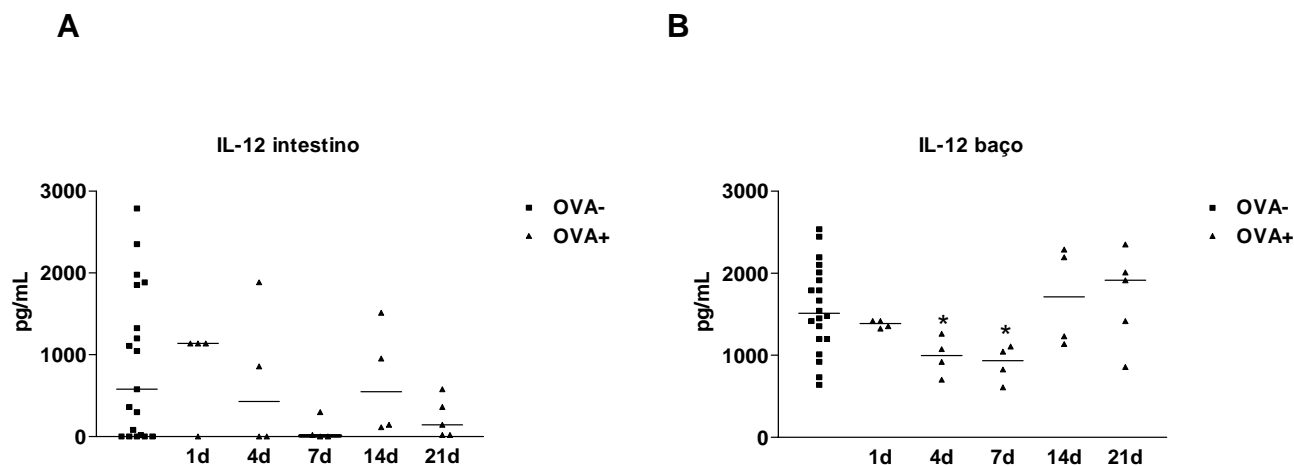 A
IL-12 intestino
3000
2000
1000
0
pg/mL
1d 4d 7d 14d 21d
OVA-
OVA+
B
IL-12 baço
3000
2000
1000
0
pg/mL
* *
1d 4d 7d 14d 21d
OVA-
OVA+